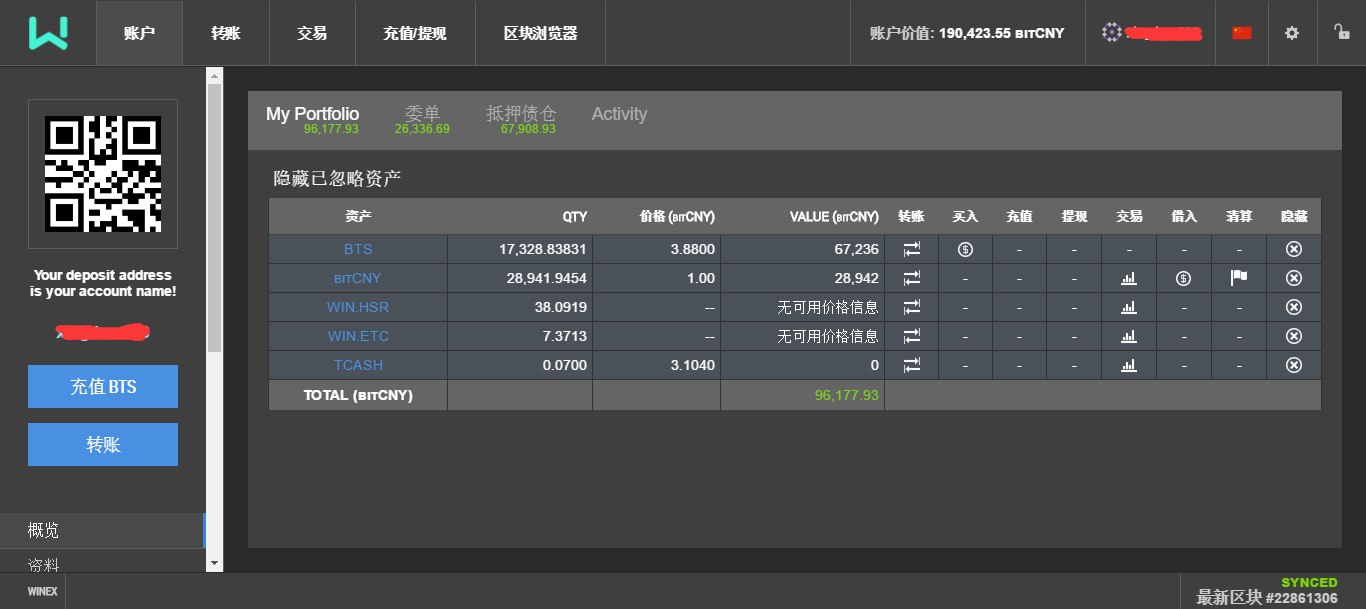 账户 转账 交易 充值/提现 区块浏览器 账户价值: 190,423.55 BITCNY
My Portfolio 委单 抵押债仓 Activity
96,177.93 26,336.69 67,908.93
隐藏已忽略资产
资产 QTY 价格 (BITCNY) VALUE (BITCNY) 转账 买入 充值 提现 交易 借入 清算 隐藏
BTS 17,328.83831 3.8800 67,236 - - - - -
BITCNY 28,941.9454 1.00 28,942 - - -
WIN.HSR 38.0919 -- 无可用价格信息 - - - - -
WIN.ETC 7.3713 -- 无可用价格信息 - - - - -
TCASH 0.0700 3.1040 0 - - - - -
TOTAL (BITCNY) 96,177.93
Your deposit address
is your account name!
充值 BTS
转账
概览
资料
WINEX
SYNCED
最新区块 #22861306